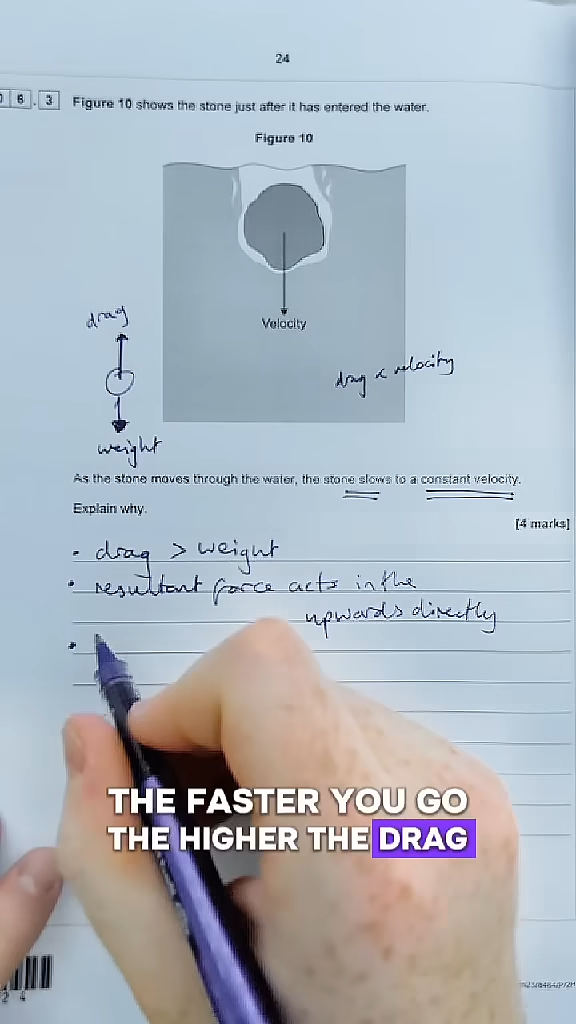 24
0 6 . 3 Figure 10 shows the stone just after it has entered the water.
Figure 10
Velocity
drag
weight
drag ∝ velocity
As the stone moves through the water, the stone slows to a constant velocity.
Explain why.
[4 marks]
• drag > weight
• resultant force acts in the
upwards directly
•
THE FASTER YOU GO
THE HIGHER THE DRAG
2 4